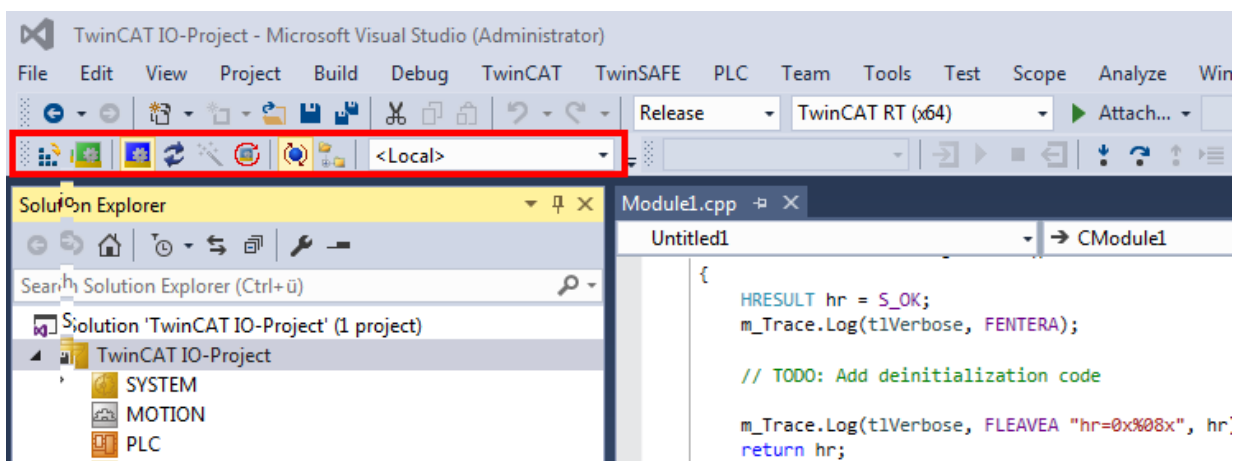 TwinCAT IO-Project - Microsoft Visual Studio (Administrator)
File Edit View Project Build Debug TwinCAT TwinSAFE PLC Team Tools Test Scope Analyze Win
Release TwinCAT RT (x64) Attach...
<Local>
Solution Explorer
Module1.cpp
Untitled1 CModule1
Search Solution Explorer (Ctrl+ü)
{
HRESULT hr = S_OK;
m_Trace.Log(tlVerbose, FENTERA);
Solution 'TwinCAT IO-Project' (1 project)
TwinCAT IO-Project
// TODO: Add deinitialization code
SYSTEM
MOTION
m_Trace.Log(tlVerbose, FLEAVEA "hr=0x%08x", hr)
PLC
return hr;